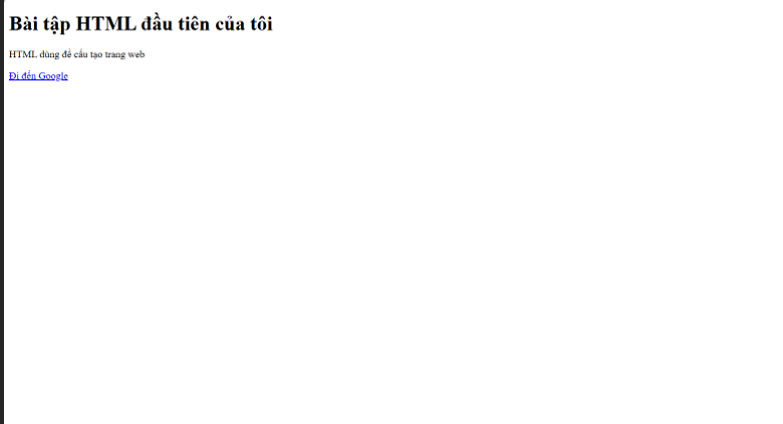 Bài tập HTML đầu tiên của tôi
HTML dùng để cấu tạo trang web
Đi đến Google